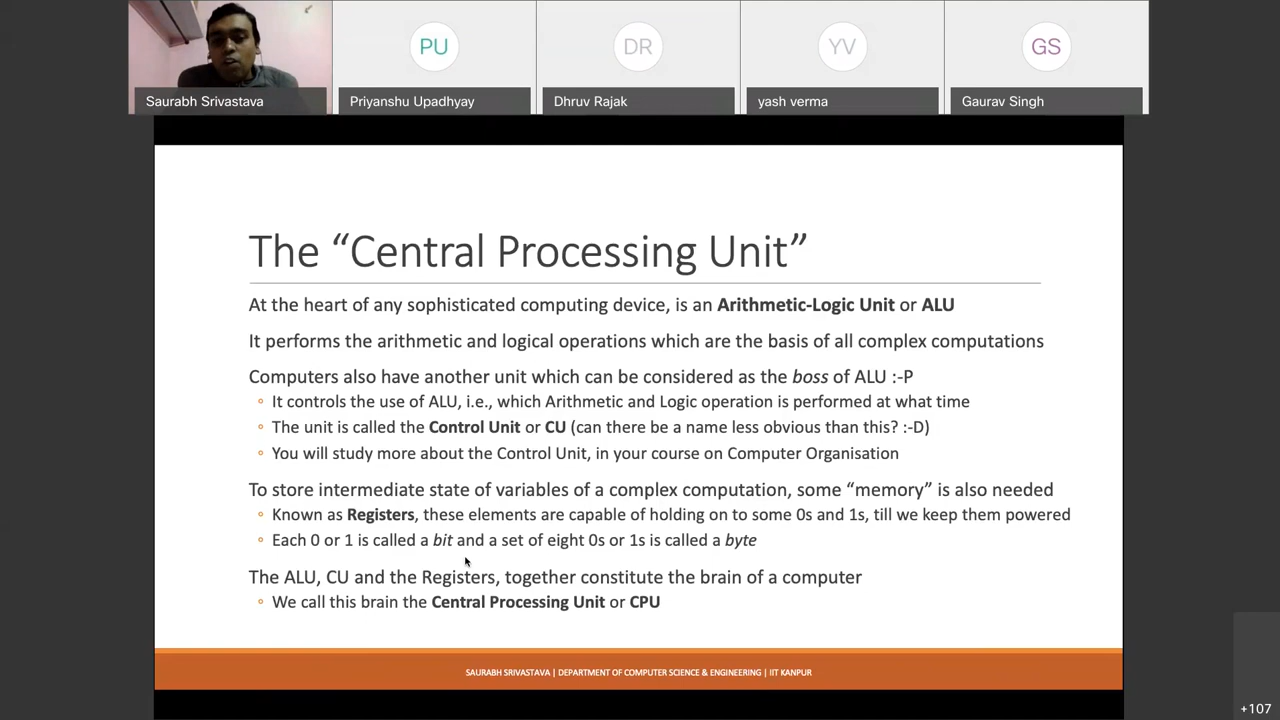 PU
DR
YV
GS
Saurabh Srivastava
Priyanshu Upadhyay
Dhruv Rajak
yash verma
Gaurav Singh
The “Central Processing Unit”
At the heart of any sophisticated computing device, is an Arithmetic-Logic Unit or ALU
It performs the arithmetic and logical operations which are the basis of all complex computations
Computers also have another unit which can be considered as the boss of ALU :-P
◦ It controls the use of ALU, i.e., which Arithmetic and Logic operation is performed at what time
◦ The unit is called the Control Unit or CU (can there be a name less obvious than this? :-D)
◦ You will study more about the Control Unit, in your course on Computer Organisation
To store intermediate state of variables of a complex computation, some “memory” is also needed
◦ Known as Registers, these elements are capable of holding on to some 0s and 1s, till we keep them powered
◦ Each 0 or 1 is called a bit and a set of eight 0s or 1s is called a byte
The ALU, CU and the Registers, together constitute the brain of a computer
◦ We call this brain the Central Processing Unit or CPU
SAURABH SRIVASTAVA | DEPARTMENT OF COMPUTER SCIENCE & ENGINEERING | IIT KANPUR
+107